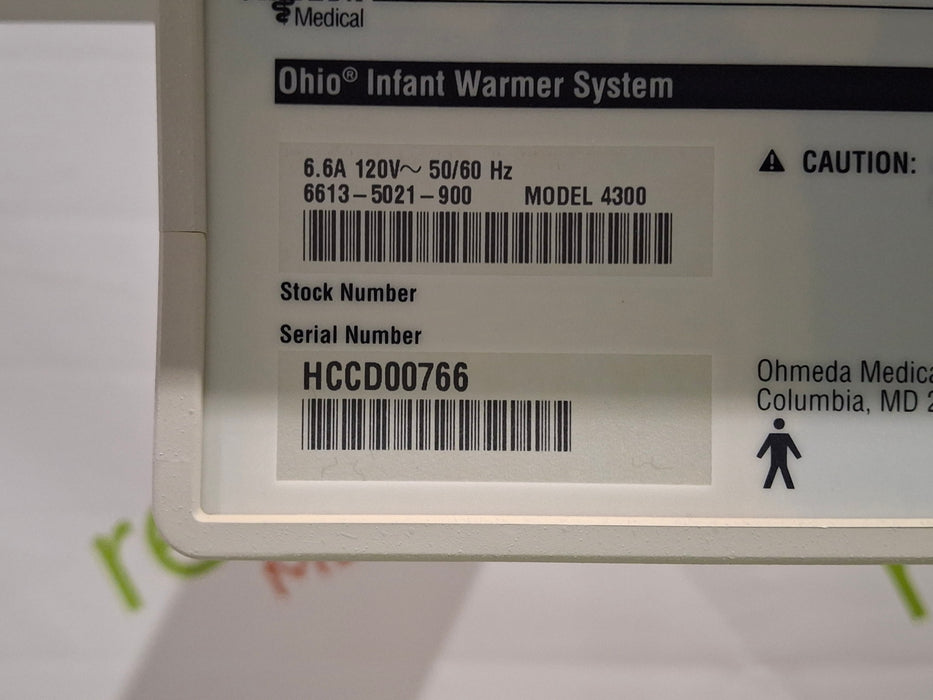 Medical
Ohio® Infant Warmer System
6.6A 120V~ 50/60 Hz
6613-5021-900 MODEL 4300
CAUTION:
Stock Number
Serial Number
HCCD00766
Ohmeda
Columbia, MD